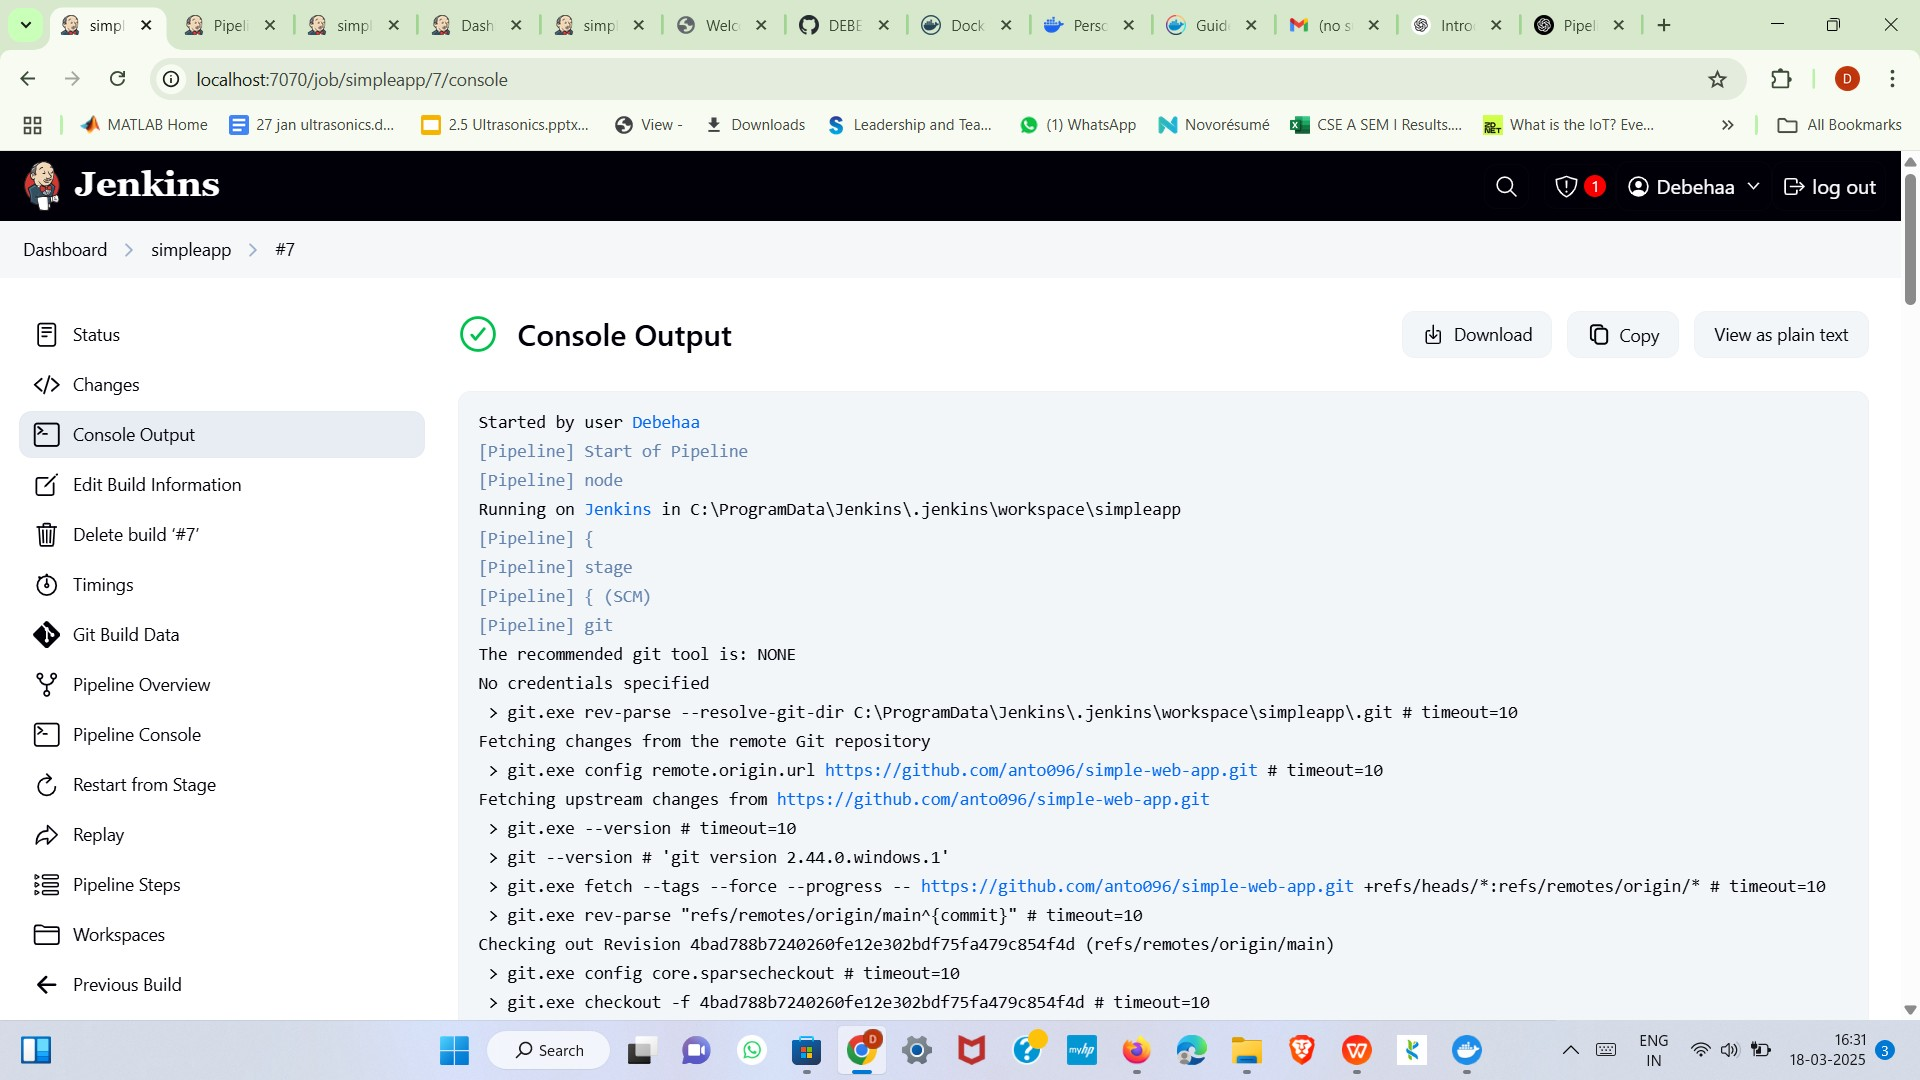 simpl
Pipeli
simpl
Dash
simpl
Welc
DEBE
Dock
Perso
Guide
(no s
Intro
Pipel
localhost:7070/job/simpleapp/7/console
D
MATLAB Home
27 jan ultrasonics.d...
2.5 Ultrasonics.pptx...
View -
Downloads
Leadership and Tea...
(1) WhatsApp
Novorésumé
CSE A SEM I Results....
What is the IoT? Eve...
All Bookmarks
Jenkins
1
Debehaa
log out
Dashboard
simpleapp
#7
Status
Changes
Console Output
Edit Build Information
Delete build ‘#7’
Timings
Git Build Data
Pipeline Overview
Pipeline Console
Restart from Stage
Replay
Pipeline Steps
Workspaces
Previous Build
Console Output
Download
Copy
View as plain text
Started by user Debehaa
[Pipeline] Start of Pipeline
[Pipeline] node
Running on Jenkins in C:\ProgramData\Jenkins\.jenkins\workspace\simpleapp
[Pipeline] {
[Pipeline] stage
[Pipeline] { (SCM)
[Pipeline] git
The recommended git tool is: NONE
No credentials specified
> git.exe rev-parse --resolve-git-dir C:\ProgramData\Jenkins\.jenkins\workspace\simpleapp\.git # timeout=10
Fetching changes from the remote Git repository
> git.exe config remote.origin.url https://github.com/anto096/simple-web-app.git # timeout=10
Fetching upstream changes from https://github.com/anto096/simple-web-app.git
> git.exe --version # timeout=10
> git --version # 'git version 2.44.0.windows.1'
> git.exe fetch --tags --force --progress -- https://github.com/anto096/simple-web-app.git +refs/heads/*:refs/remotes/origin/* # timeout=10
> git.exe rev-parse "refs/remotes/origin/main^{commit}" # timeout=10
Checking out Revision 4bad788b7240260fe12e302bdf75fa479c854f4d (refs/remotes/origin/main)
> git.exe config core.sparsecheckout # timeout=10
> git.exe checkout -f 4bad788b7240260fe12e302bdf75fa479c854f4d # timeout=10
Search
D
myhp
ENG
IN
16:31
18-03-2025
3